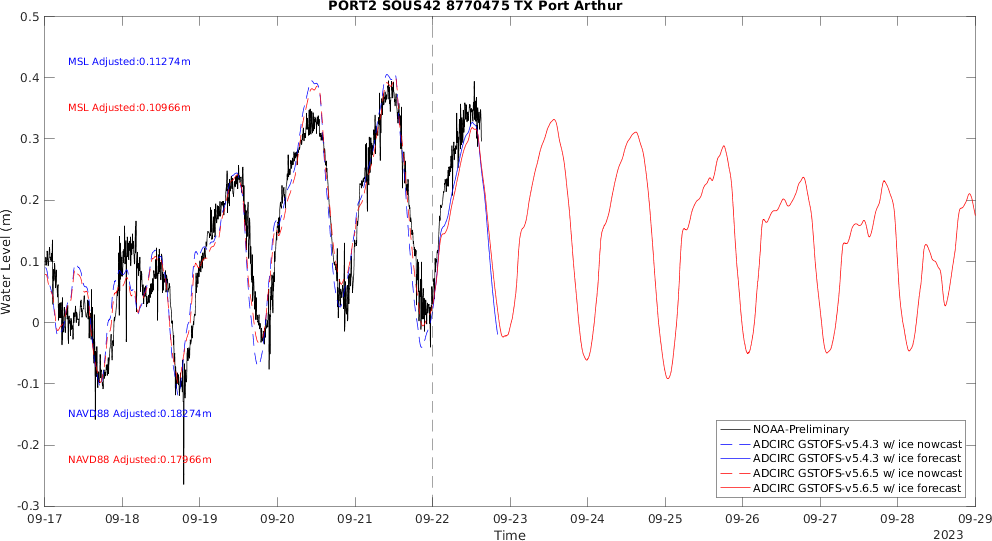 PORT2 SOUS42 8770475 TX Port Arthur
0.5
0.4
0.3
0.2
0.1
0
-0.1
-0.2
-0.3
Water Level (m)
MSL Adjusted:0.11274m
MSL Adjusted:0.10966m
NAVD88 Adjusted:0.18274m
NAVD88 Adjusted:0.17966m
NOAA-Preliminary
ADCIRC GSTOFS-v5.4.3 w/ ice nowcast
ADCIRC GSTOFS-v5.4.3 w/ ice forecast
ADCIRC GSTOFS-v5.6.5 w/ ice nowcast
ADCIRC GSTOFS-v5.6.5 w/ ice forecast
09-17 09-18 09-19 09-20 09-21 09-22 09-23 09-24 09-25 09-26 09-27 09-28 09-29
Time
2023